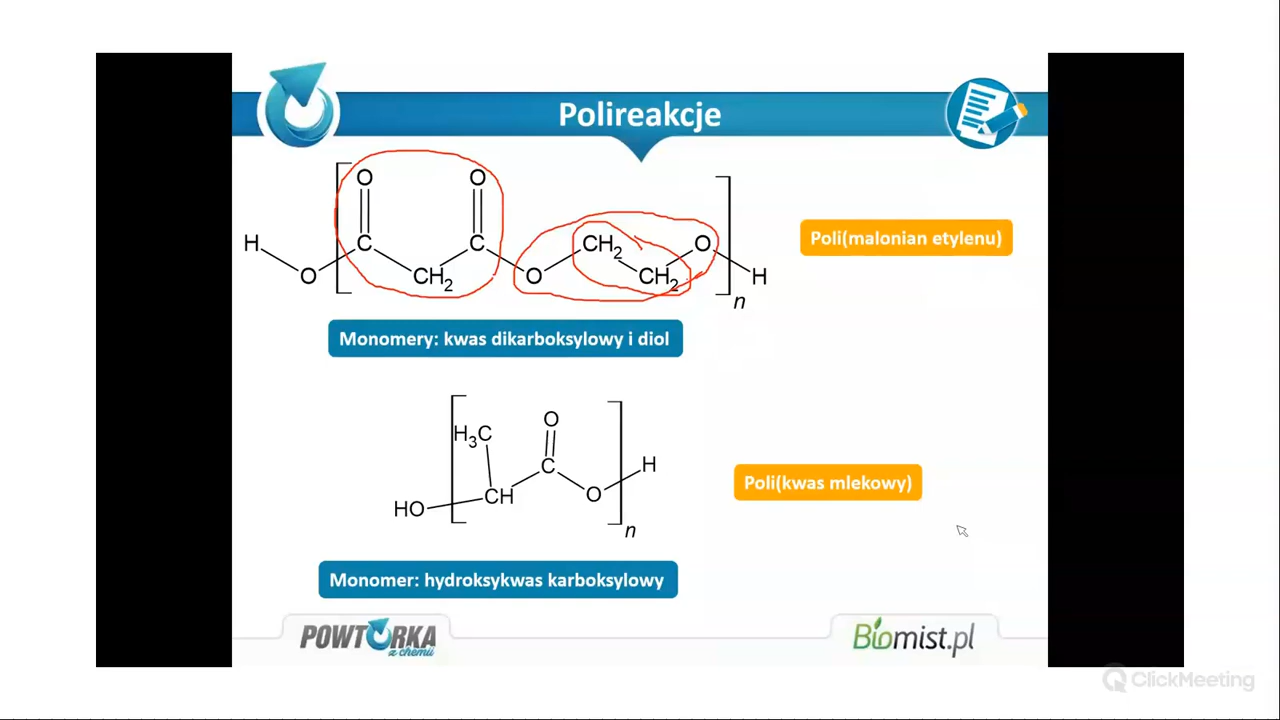 Polireakcje
O O
H O C CH2 C O CH2 CH2 O H n
Poli(malonian etylenu)
Monomery: kwas dikarboksylowy i diol
H3C O
HO CH C O H n
Poli(kwas mlekowy)
Monomer: hydroksykwas karboksylowy
POWTÓRKA
z chemii
Biomist.pl
ClickMeeting